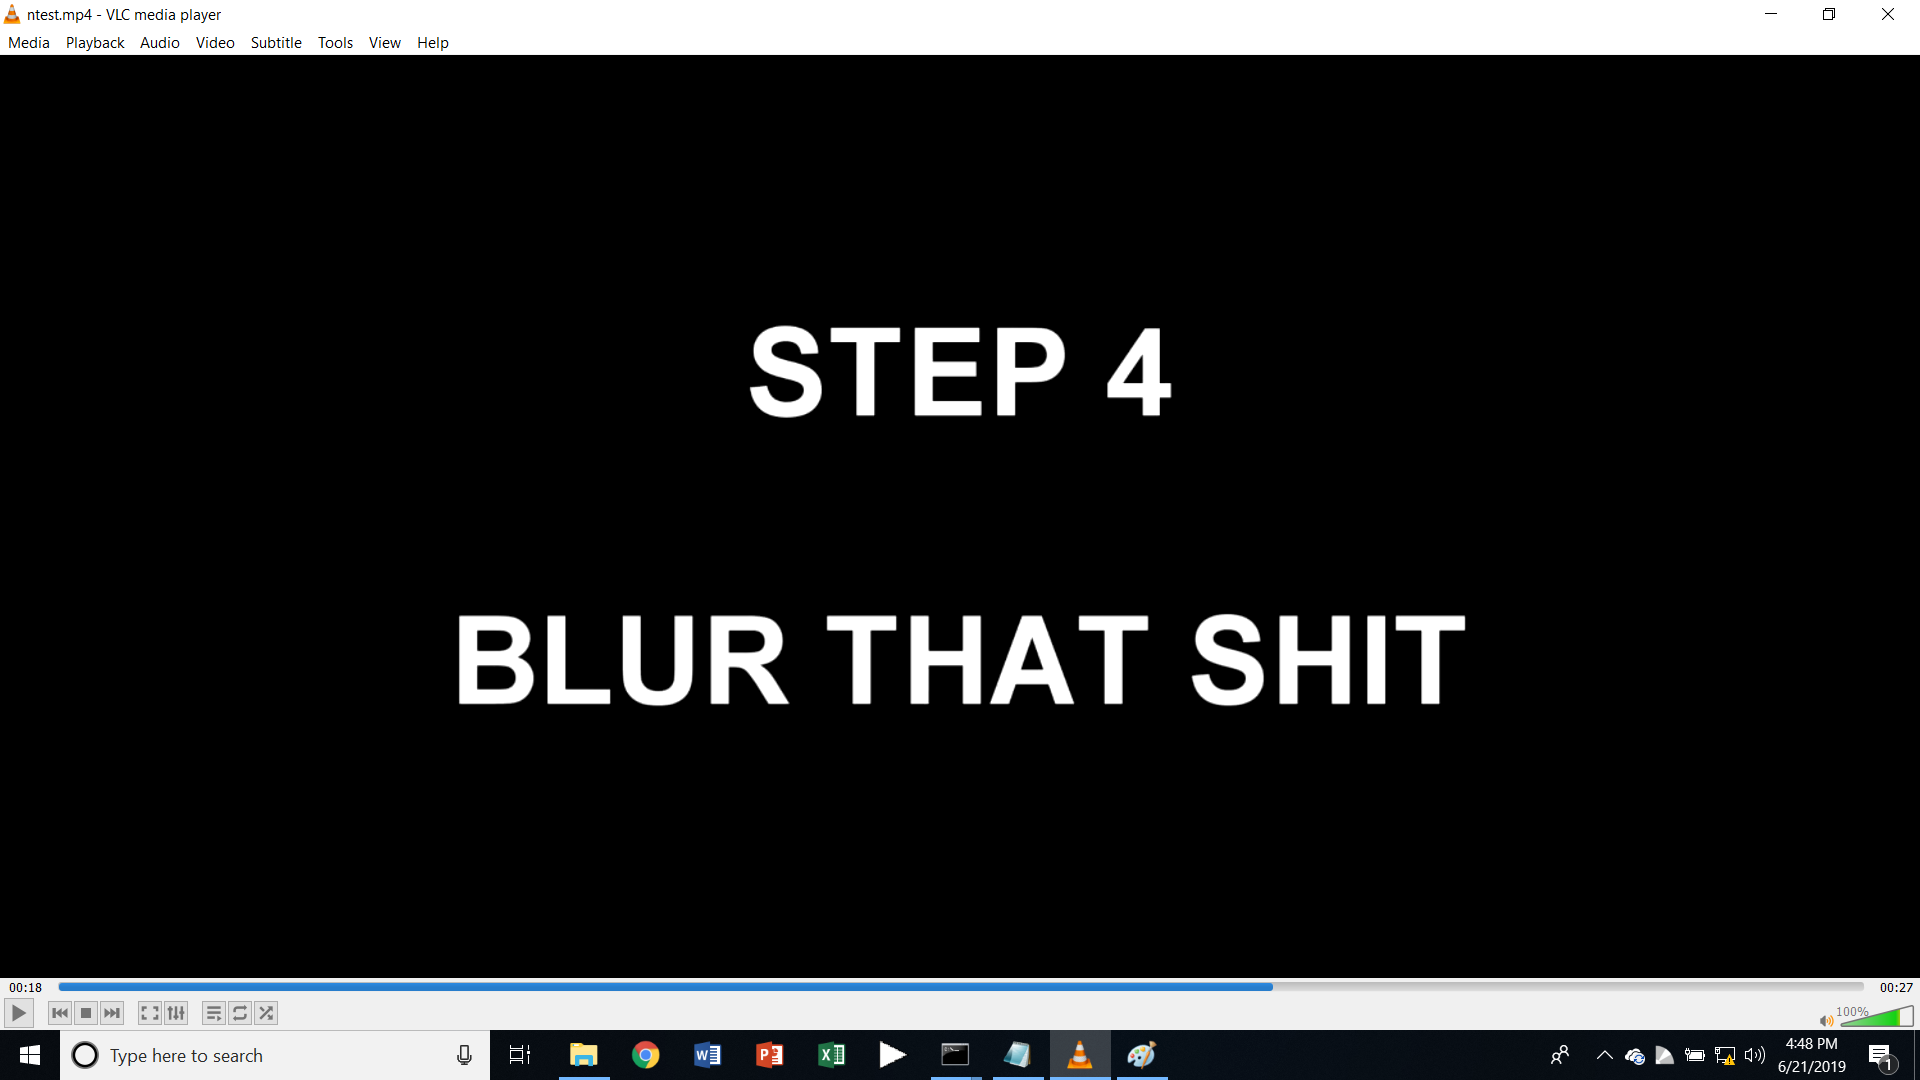 ntest.mp4 - VLC media player
Media Playback Audio Video Subtitle Tools View Help
STEP 4
BLUR THAT SHIT
00:18
00:27
100%
Type here to search
4:48 PM
6/21/2019
1